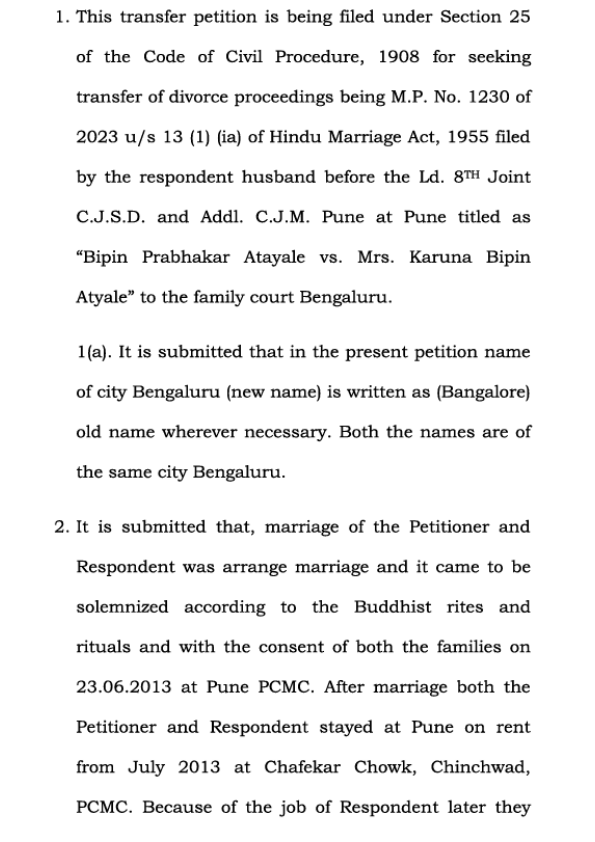 1. This transfer petition is being filed under Section 25
of the Code of Civil Procedure, 1908 for seeking
transfer of divorce proceedings being M.P. No. 1230 of
2023 u/s 13 (1) (ia) of Hindu Marriage Act, 1955 filed
by the respondent husband before the Ld. 8TH Joint
C.J.S.D. and Addl. C.J.M. Pune at Pune titled as
“Bipin Prabhakar Atayale vs. Mrs. Karuna Bipin
Atyale” to the family court Bengaluru.
1(a). It is submitted that in the present petition name
of city Bengaluru (new name) is written as (Bangalore)
old name wherever necessary. Both the names are of
the same city Bengaluru.
2. It is submitted that, marriage of the Petitioner and
Respondent was arrange marriage and it came to be
solemnized according to the Buddhist rites and
rituals and with the consent of both the families on
23.06.2013 at Pune PCMC. After marriage both the
Petitioner and Respondent stayed at Pune on rent
from July 2013 at Chafekar Chowk, Chinchwad,
PCMC. Because of the job of Respondent later they